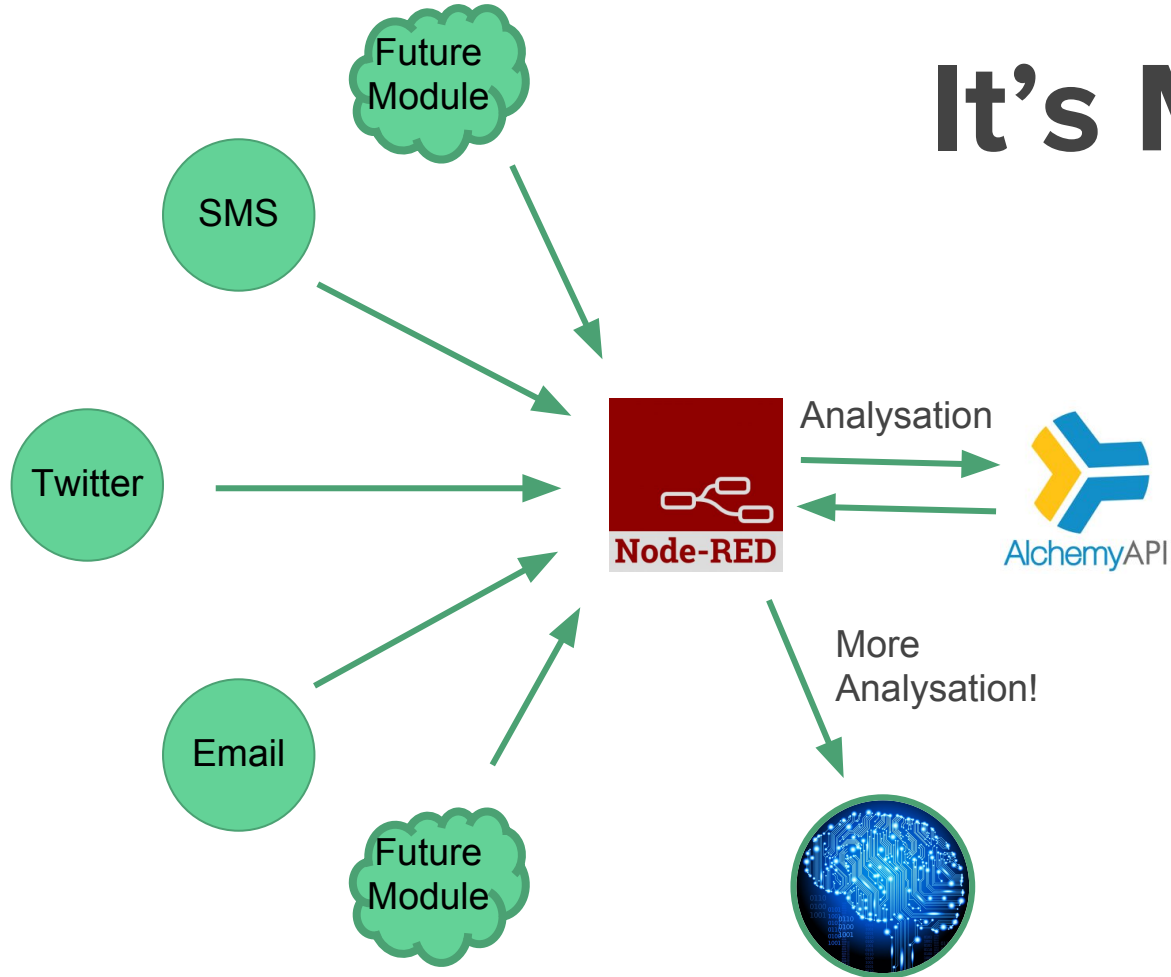 It's M
Future
Module
SMS
Twitter
Email
Future
Module
Node-RED
Analysation
AlchemyAPI
More
Analysation!